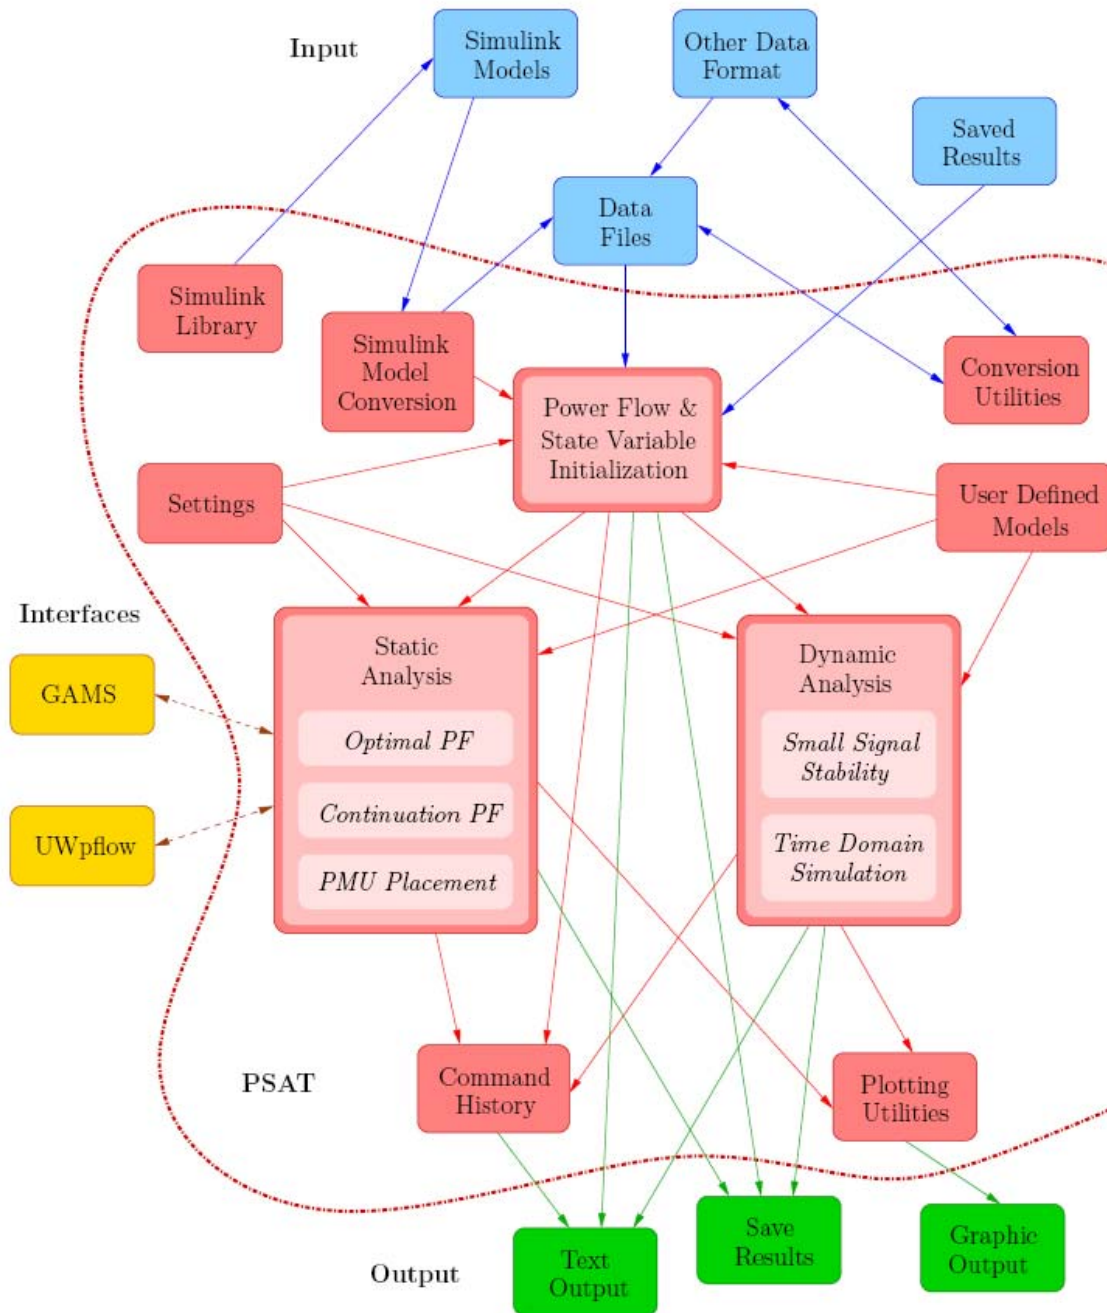 Input
Simulink
Models
Other Data
Format
Saved
Results
Data
Files
Simulink
Library
Simulink
Model
Conversion
Power Flow &
State Variable
Initialization
Conversion
Utilities
Settings
User Defined
Models
Interfaces
GAMS
UWpflow
Static
Analysis
Optimal PF
Continuation PF
PMU Placement
Dynamic
Analysis
Small Signal
Stability
Time Domain
Simulation
PSAT
Command
History
Plotting
Utilities
Output
Text
Output
Save
Results
Graphic
Output